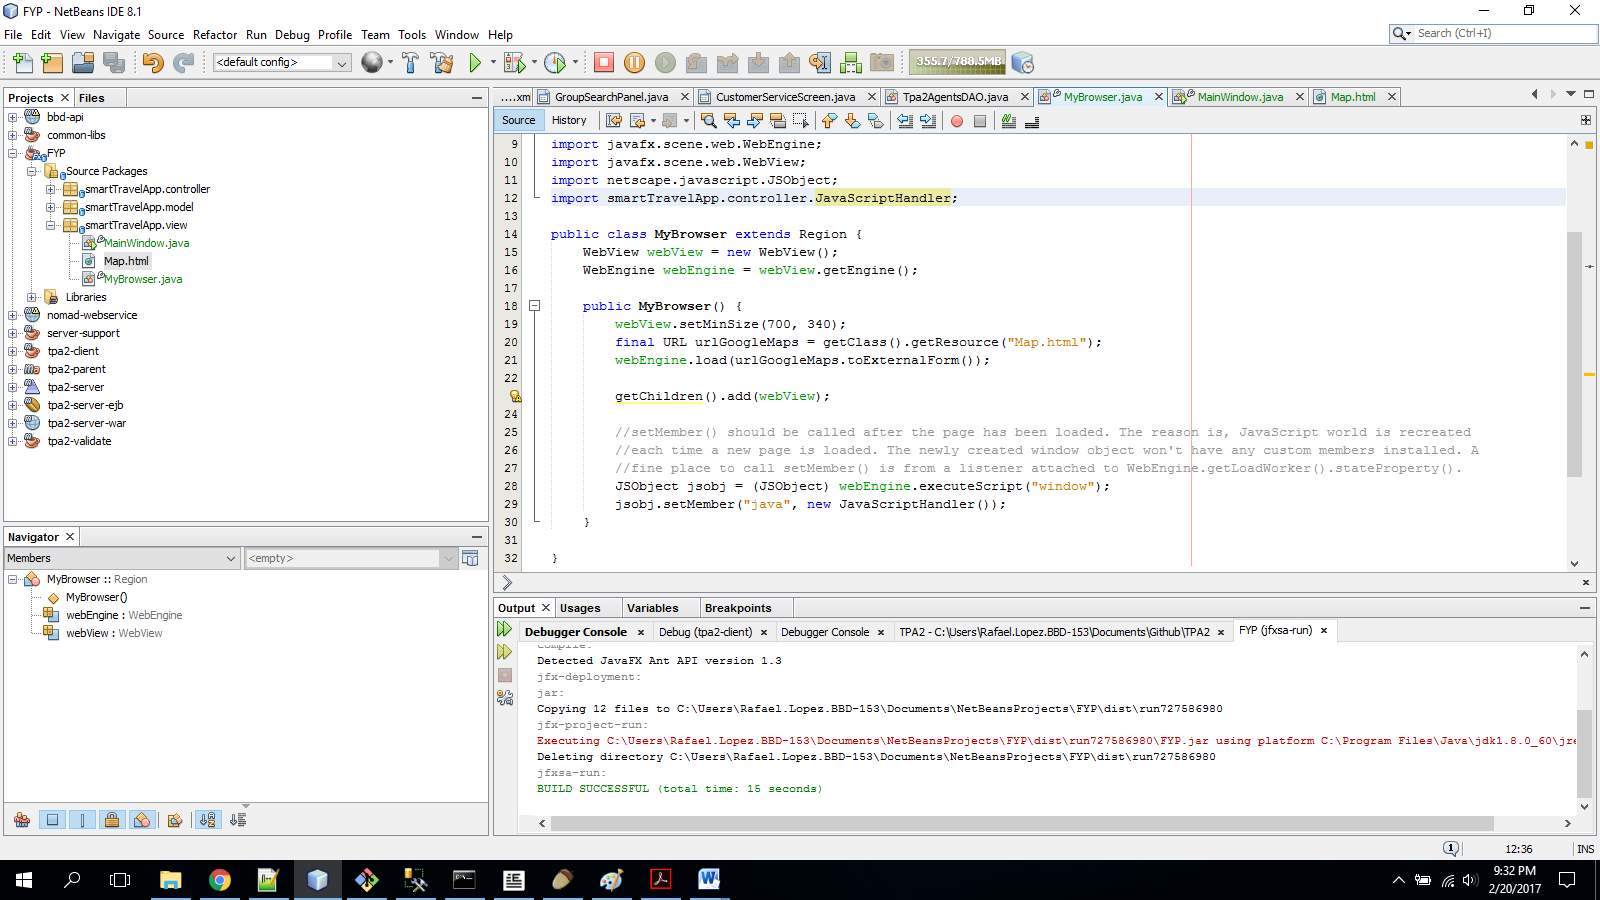 FYP - NetBeans IDE 8.1
File Edit View Navigate Source Refactor Run Debug Profile Team Tools Window Help
Search (Ctrl+I)
<default config>
355.7/788.5MB
Projects Files
bbd-api
common-libs
FYP
Source Packages
smartTravelApp.controller
smartTravelApp.model
smartTravelApp.view
MainWindow.java
Map.html
MyBrowser.java
Libraries
nomad-webservice
server-support
tpa2-client
tpa2-parent
tpa2-server
tpa2-server-ejb
tpa2-server-war
tpa2-validate
Navigator
Members
<empty>
MyBrowser :: Region
MyBrowser()
webEngine : WebEngine
webView : WebView
....xm GroupSearchPanel.java CustomerServiceScreen.java Tpa2AgentsDAO.java MyBrowser.java MainWindow.java Map.html
Source History
9 import javafx.scene.web.WebEngine;
10 import javafx.scene.web.WebView;
11 import netscape.javascript.JSObject;
12 import smartTravelApp.controller.JavaScriptHandler;
13
14 public class MyBrowser extends Region {
15 WebView webView = new WebView();
16 WebEngine webEngine = webView.getEngine();
17
18 public MyBrowser() {
19 webView.setMinSize(700, 340);
20 final URL urlGoogleMaps = getClass().getResource("Map.html");
21 webEngine.load(urlGoogleMaps.toExternalForm());
22
getChildren().add(webView);
24
25 //setMember() should be called after the page has been loaded. The reason is, JavaScript world is recreated
26 //each time a new page is loaded. The newly created window object won't have any custom members installed. A
27 //fine place to call setMember() is from a listener attached to WebEngine.getLoadWorker().stateProperty().
28 JSObject jsobj = (JSObject) webEngine.executeScript("window");
29 jsobj.setMember("java", new JavaScriptHandler());
30 }
31
32 }
Output Usages Variables Breakpoints
Debugger Console Debug (tpa2-client) Debugger Console TPA2 - C:\Users\Rafael.Lopez.BBD-153\Documents\Github\TPA2 FYP (jfxsa-run)
compile:
Detected JavaFX Ant API version 1.3
jfx-deployment:
jar:
Copying 12 files to C:\Users\Rafael.Lopez.BBD-153\Documents\NetBeansProjects\FYP\dist\run727586980
jfx-project-run:
Executing C:\Users\Rafael.Lopez.BBD-153\Documents\NetBeansProjects\FYP\dist\run727586980\FYP.jar using platform C:\Program Files\Java\jdk1.8.0_60\jre
Deleting directory C:\Users\Rafael.Lopez.BBD-153\Documents\NetBeansProjects\FYP\dist\run727586980
jfxsa-run:
BUILD SUCCESSFUL (total time: 15 seconds)
1
12:36
INS
9:32 PM
2/20/2017